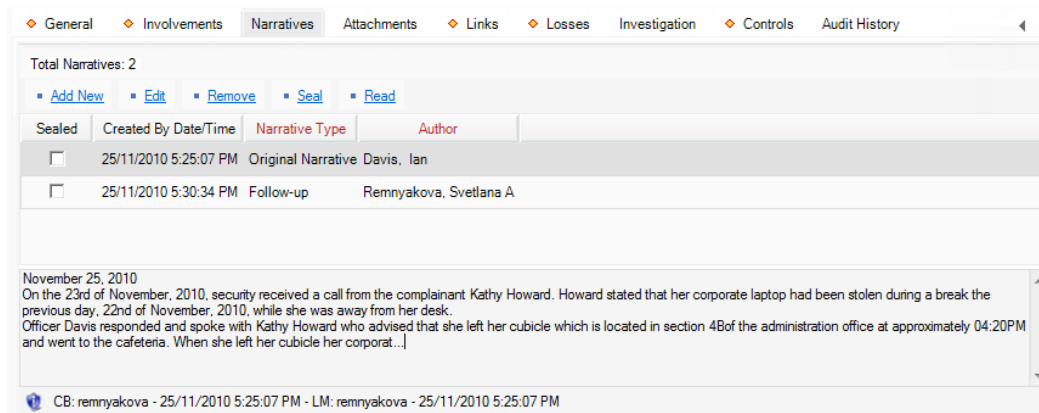 General Involvements Narratives Attachments Links Losses Investigation Controls Audit History
Total Narratives: 2
Add New Edit Remove Seal Read
Sealed Created By Date/Time Narrative Type Author
25/11/2010 5:25:07 PM Original Narrative Davis, Ian
25/11/2010 5:30:34 PM Follow-up Remnyakova, Svetlana A
November 25, 2010
On the 23rd of November, 2010, security received a call from the complainant Kathy Howard. Howard stated that her corporate laptop had been stolen during a break the
previous day, 22nd of November, 2010, while she was away from her desk.
Officer Davis responded and spoke with Kathy Howard who advised that she left her cubicle which is located in section 4Bof the administration office at approximately 04:20PM
and went to the cafeteria. When she left her cubicle her corporat...
CB: remnyakova - 25/11/2010 5:25:07 PM - LM: remnyakova - 25/11/2010 5:25:07 PM